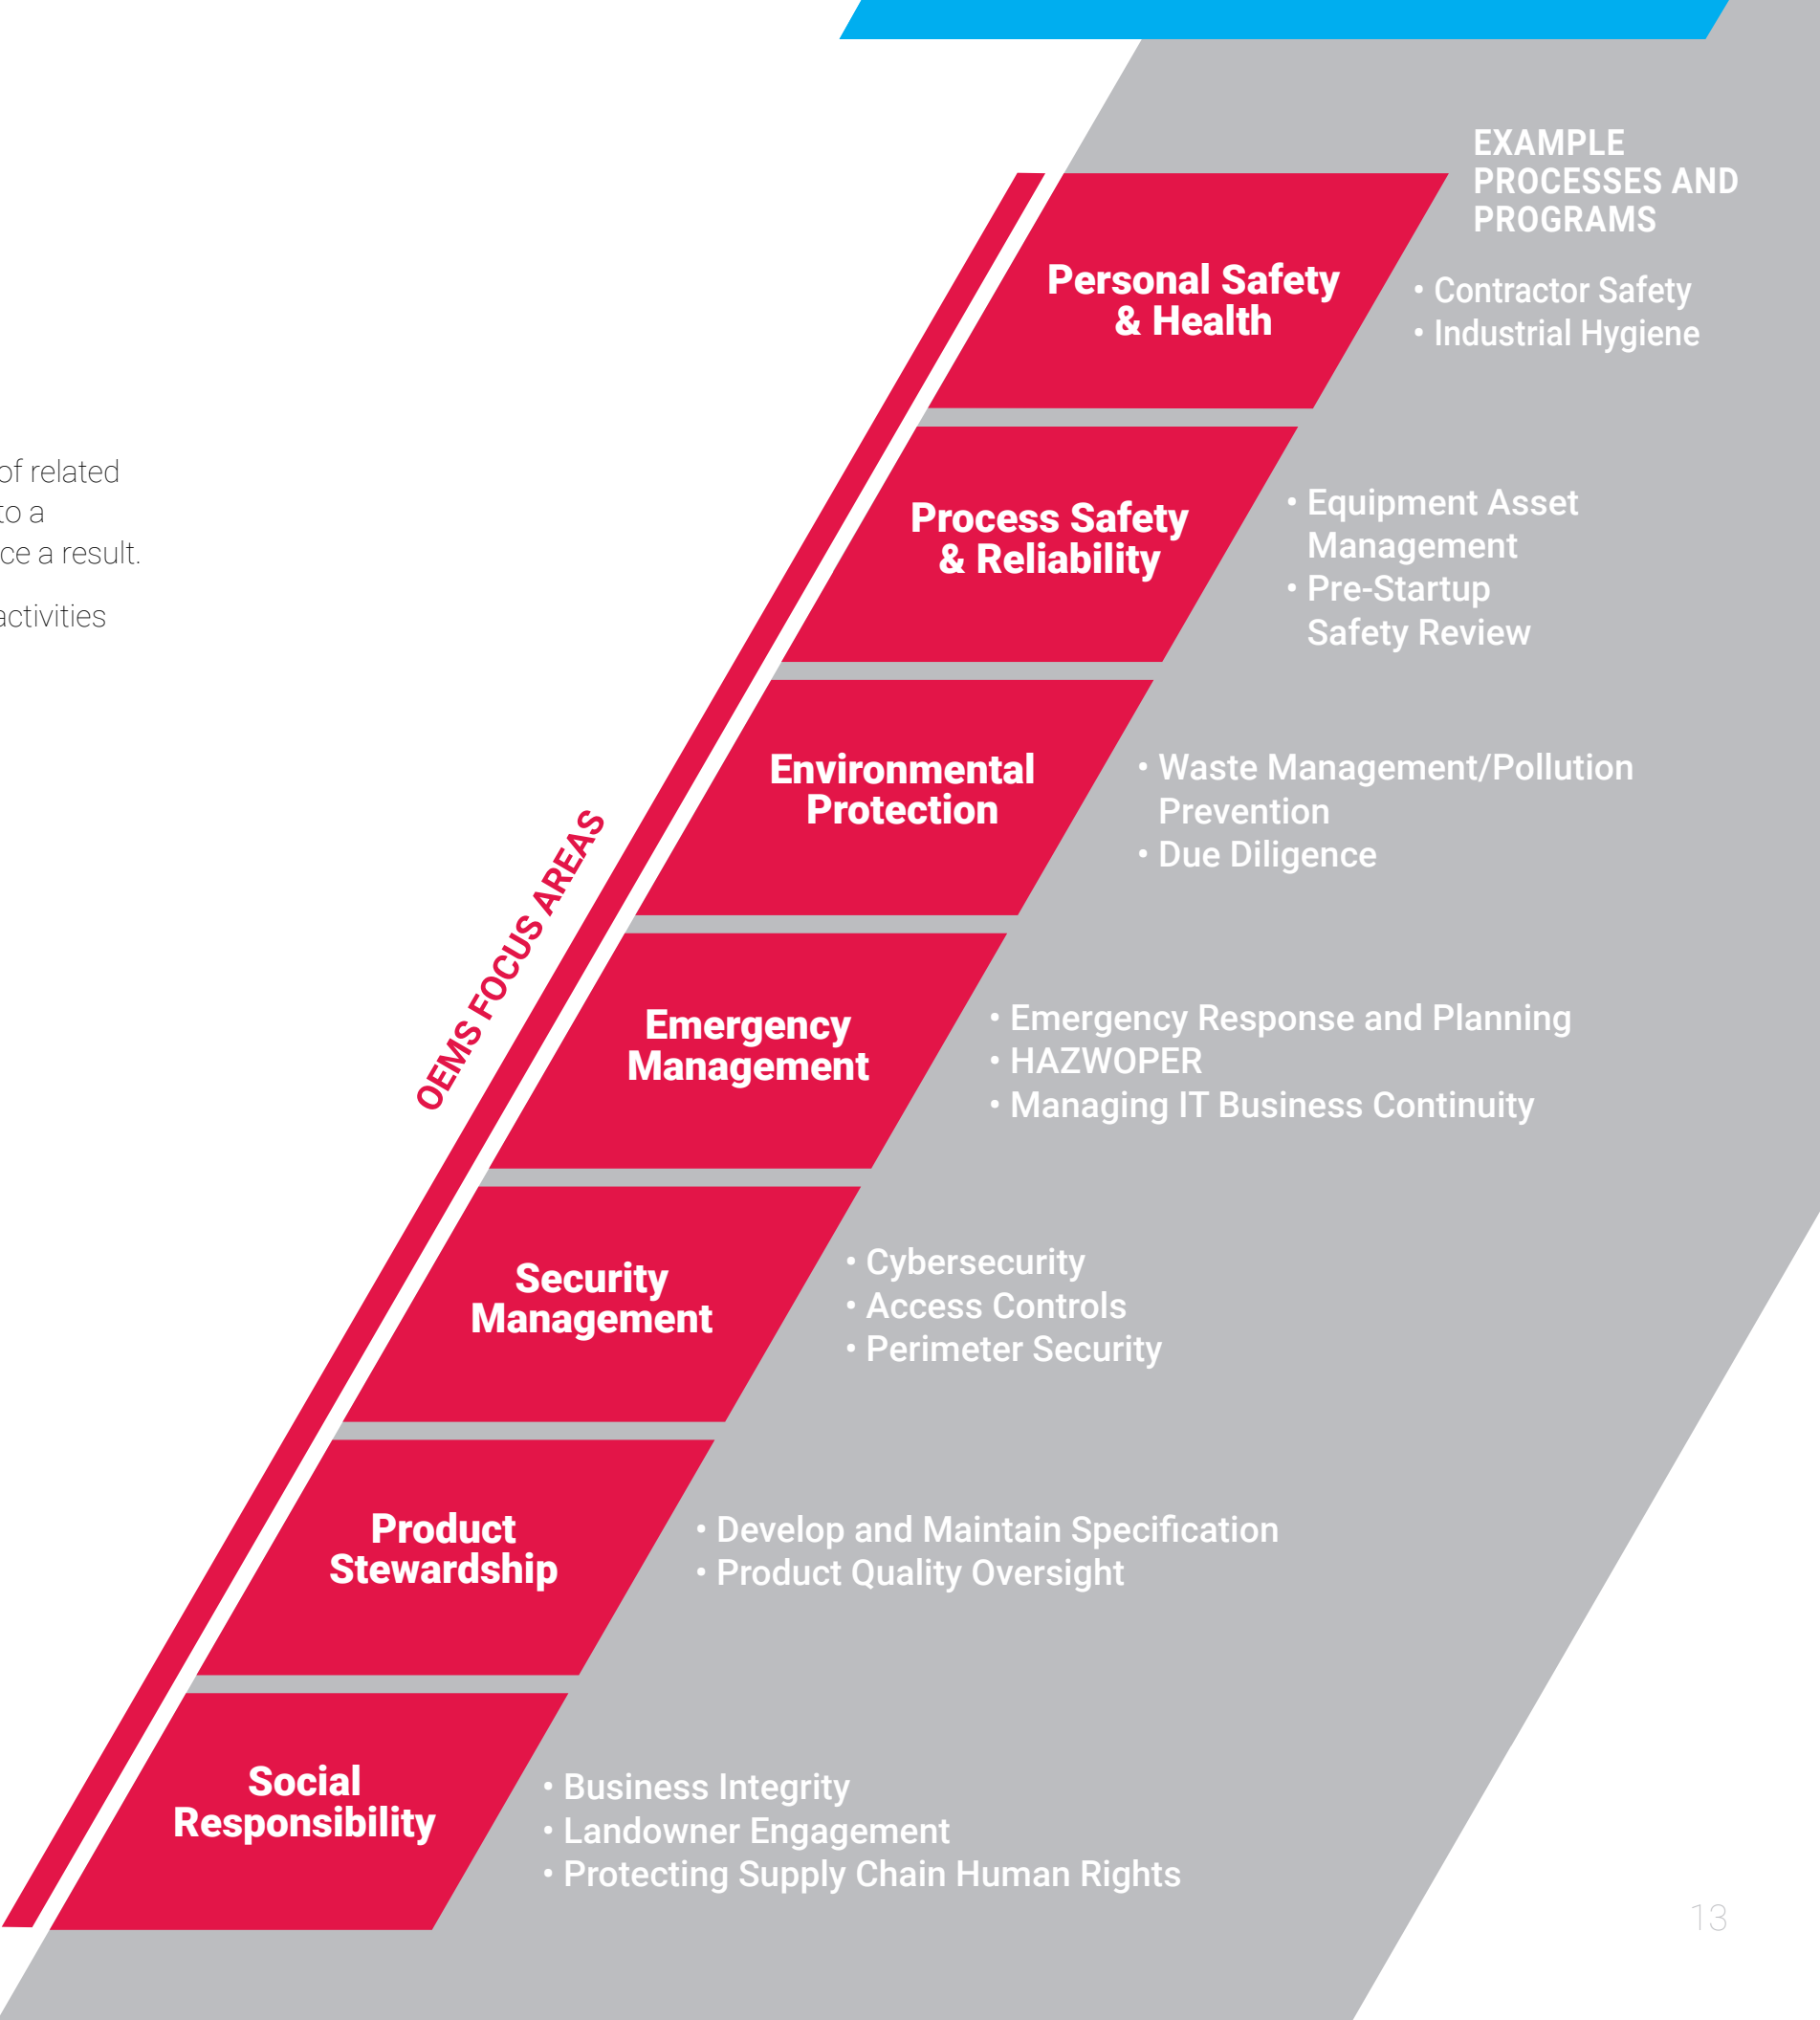 of related
to a
ce a result.
activities
OEMS FOCUS AREAS
EXAMPLE
PROCESSES AND
PROGRAMS
Personal Safety
& Health
• Contractor Safety
• Industrial Hygiene
Process Safety
& Reliability
• Equipment Asset
Management
• Pre-Startup
Safety Review
Environmental
Protection
• Waste Management/Pollution
Prevention
• Due Diligence
Emergency
Management
• Emergency Response and Planning
• HAZWOPER
• Managing IT Business Continuity
Security
Management
• Cybersecurity
• Access Controls
• Perimeter Security
Product
Stewardship
• Develop and Maintain Specification
• Product Quality Oversight
Social
Responsibility
• Business Integrity
• Landowner Engagement
• Protecting Supply Chain Human Rights
13